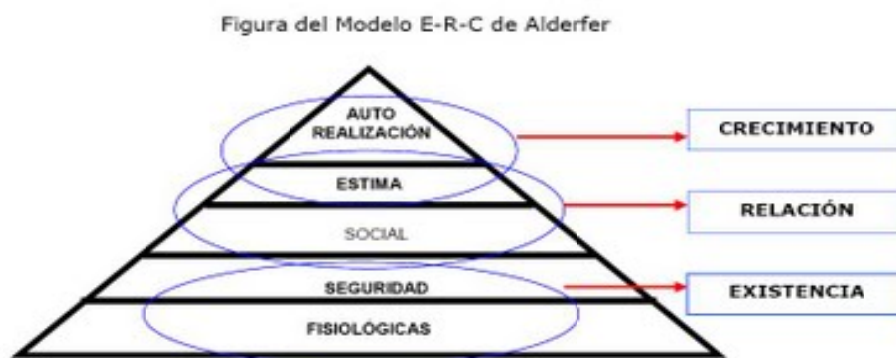 Figura del Modelo E-R-C de Alderfer
AUTO
REALIZACIÓN
CRECIMIENTO
ESTIMA
RELACIÓN
SOCIAL
SEGURIDAD
EXISTENCIA
FISIOLÓGICAS